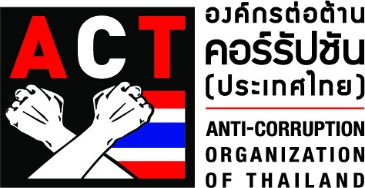 ACT
องค์กรต่อต้าน
คอร์รัปชัน
(ประเทศไทย)
ANTI-CORRUPTION
ORGANIZATION
OF THAILAND